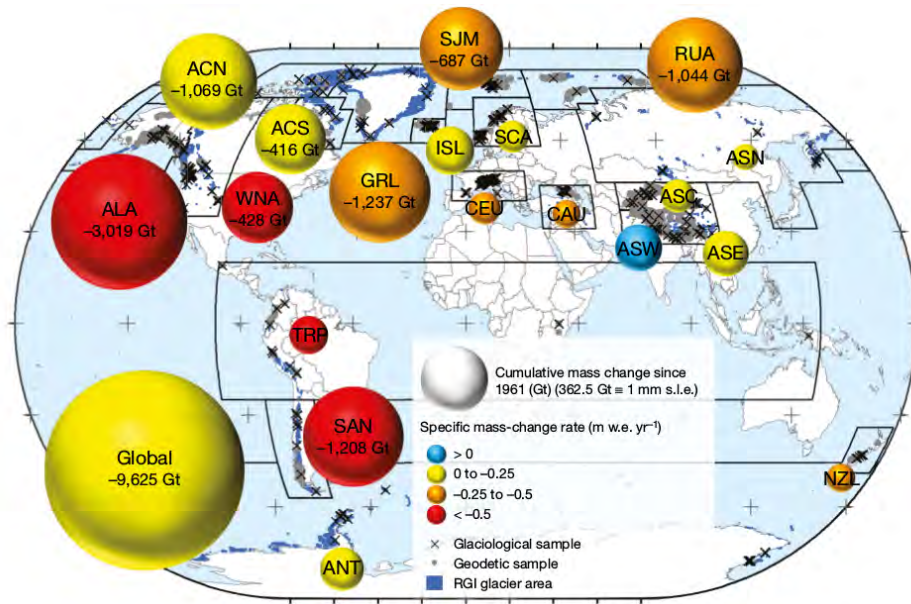 SJM
−687 Gt
RUA
−1,044 Gt
ACN
−1,069 Gt
ACS
−416 Gt
ISL
SCA
ASN
ALA
−3,019 Gt
WNA
−428 Gt
GRL
−1,237 Gt
CEU
CAU
ASC
ASW
ASE
TRP
Cumulative mass change since
1961 (Gt) (362.5 Gt ≡ 1 mm s.l.e.)
Global
−9,625 Gt
SAN
−1,208 Gt
Specific mass-change rate (m w.e. yr⁻¹)
> 0
0 to −0.25
−0.25 to −0.5
< −0.5
NZL
Glaciological sample
Geodetic sample
RGI glacier area
ANT